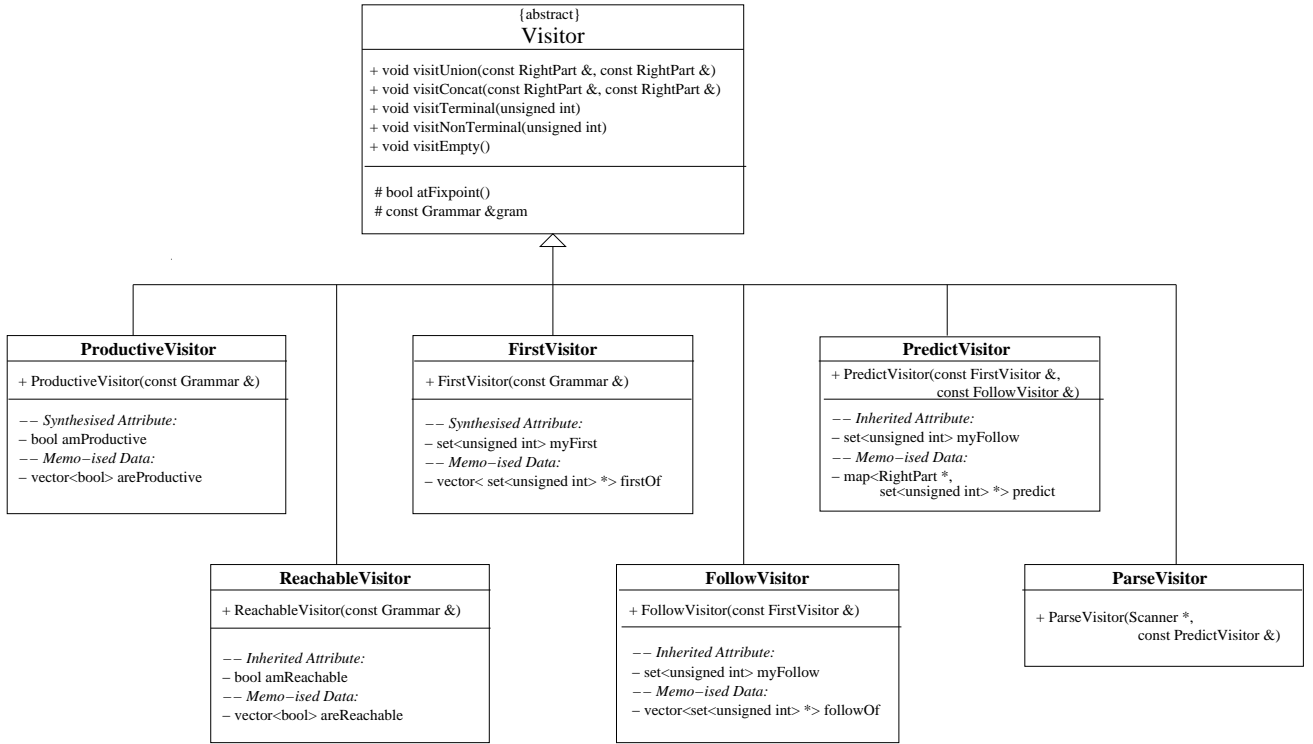 {abstract}
Visitor
+ void visitUnion(const RightPart &, const RightPart &)
+ void visitConcat(const RightPart &, const RightPart &)
+ void visitTerminal(unsigned int)
+ void visitNonTerminal(unsigned int)
+ void visitEmpty()
# bool atFixpoint()
# const Grammar &gram
ProductiveVisitor
+ ProductiveVisitor(const Grammar &)
−− Synthesised Attribute:
− bool amProductive
−− Memo−ised Data:
− vector<bool> areProductive
FirstVisitor
+ FirstVisitor(const Grammar &)
−− Synthesised Attribute:
− set<unsigned int> myFirst
−− Memo−ised Data:
− vector< set<unsigned int> *> firstOf
PredictVisitor
+ PredictVisitor(const FirstVisitor &,
const FollowVisitor &)
−− Inherited Attribute:
− set<unsigned int> myFollow
−− Memo−ised Data:
− map<RightPart *,
set<unsigned int> *> predict
ReachableVisitor
+ ReachableVisitor(const Grammar &)
−− Inherited Attribute:
− bool amReachable
−− Memo−ised Data:
− vector<bool> areReachable
FollowVisitor
+ FollowVisitor(const FirstVisitor &)
−− Inherited Attribute:
− set<unsigned int> myFollow
−− Memo−ised Data:
− vector<set<unsigned int> *> followOf
ParseVisitor
+ ParseVisitor(Scanner *,
const PredictVisitor &)